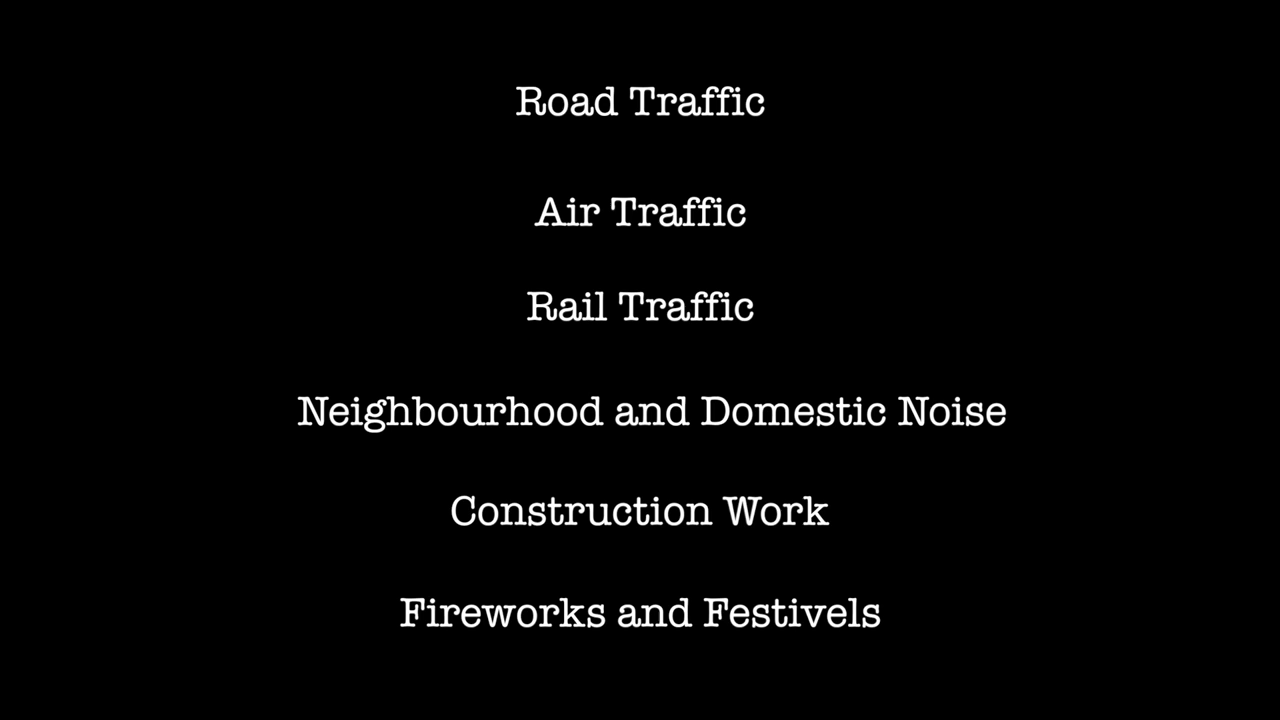 Road Traffic
Air Traffic
Rail Traffic
Neighbourhood and Domestic Noise
Construction Work
Fireworks and Festivels